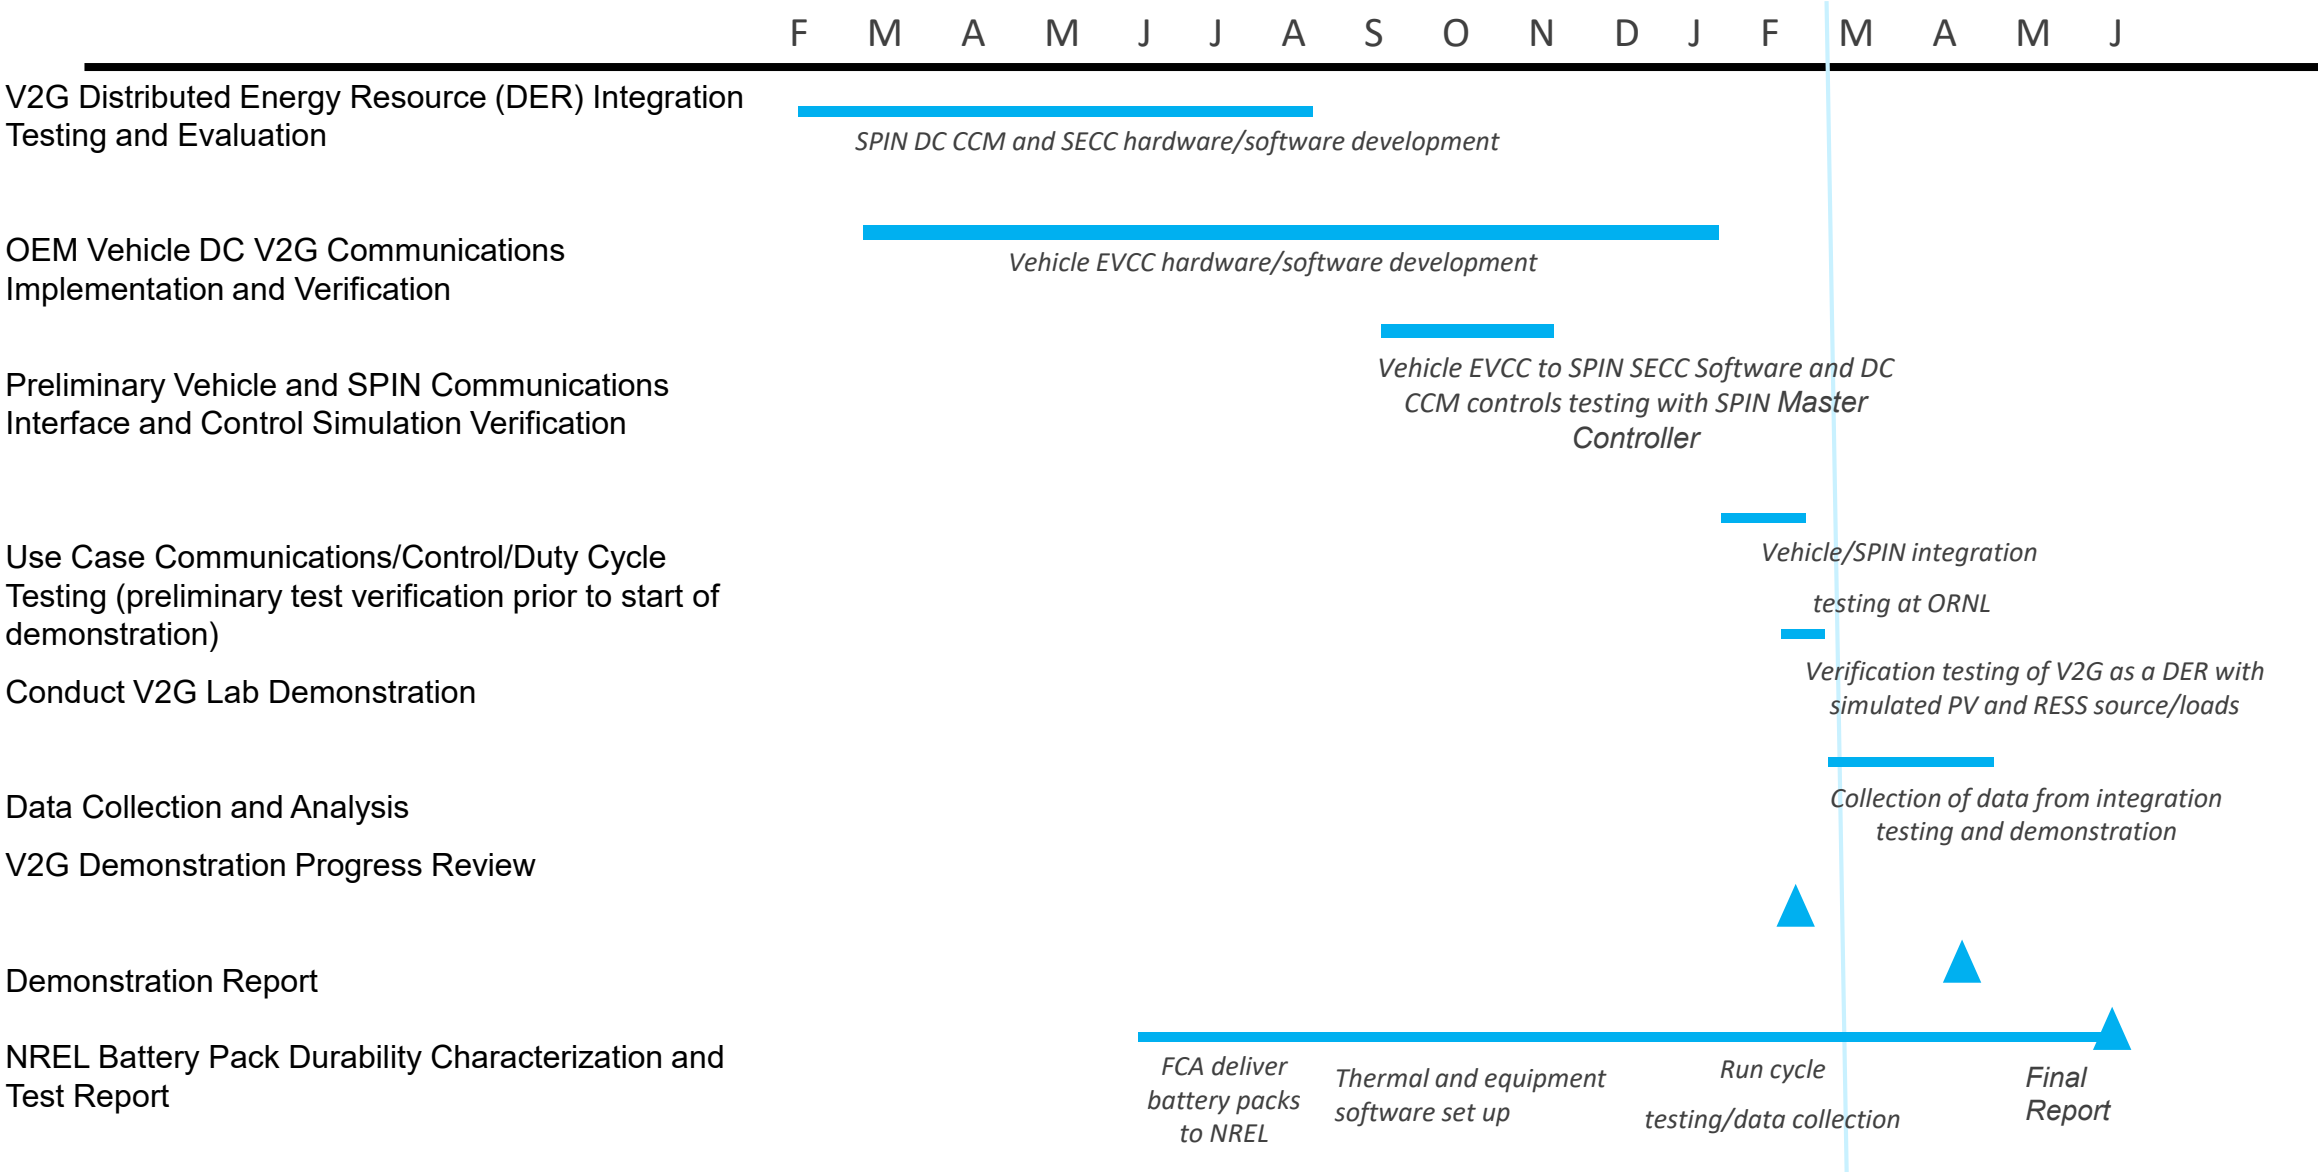 F M A M J J A S O N D J F M A M J
V2G Distributed Energy Resource (DER) Integration
Testing and Evaluation
SPIN DC CCM and SECC hardware/software development
OEM Vehicle DC V2G Communications
Implementation and Verification
Vehicle EVCC hardware/software development
Preliminary Vehicle and SPIN Communications
Interface and Control Simulation Verification
Vehicle EVCC to SPIN SECC Software and DC
CCM controls testing with SPIN Master
Controller
Use Case Communications/Control/Duty Cycle
Testing (preliminary test verification prior to start of
demonstration)
Vehicle/SPIN integration
testing at ORNL
Conduct V2G Lab Demonstration
Verification testing of V2G as a DER with
simulated PV and RESS source/loads
Data Collection and Analysis
Collection of data from integration
testing and demonstration
V2G Demonstration Progress Review
Demonstration Report
NREL Battery Pack Durability Characterization and
Test Report
FCA deliver
battery packs
to NREL
Thermal and equipment
software set up
Run cycle
testing/data collection
Final
Report